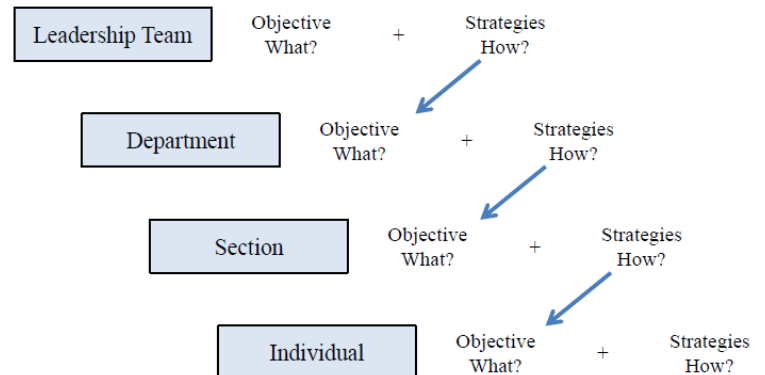 Leadership Team
Objective
What?
+
Strategies
How?
Department
Objective
What?
+
Strategies
How?
Section
Objective
What?
+
Strategies
How?
Individual
Objective
What?
+
Strategies
How?